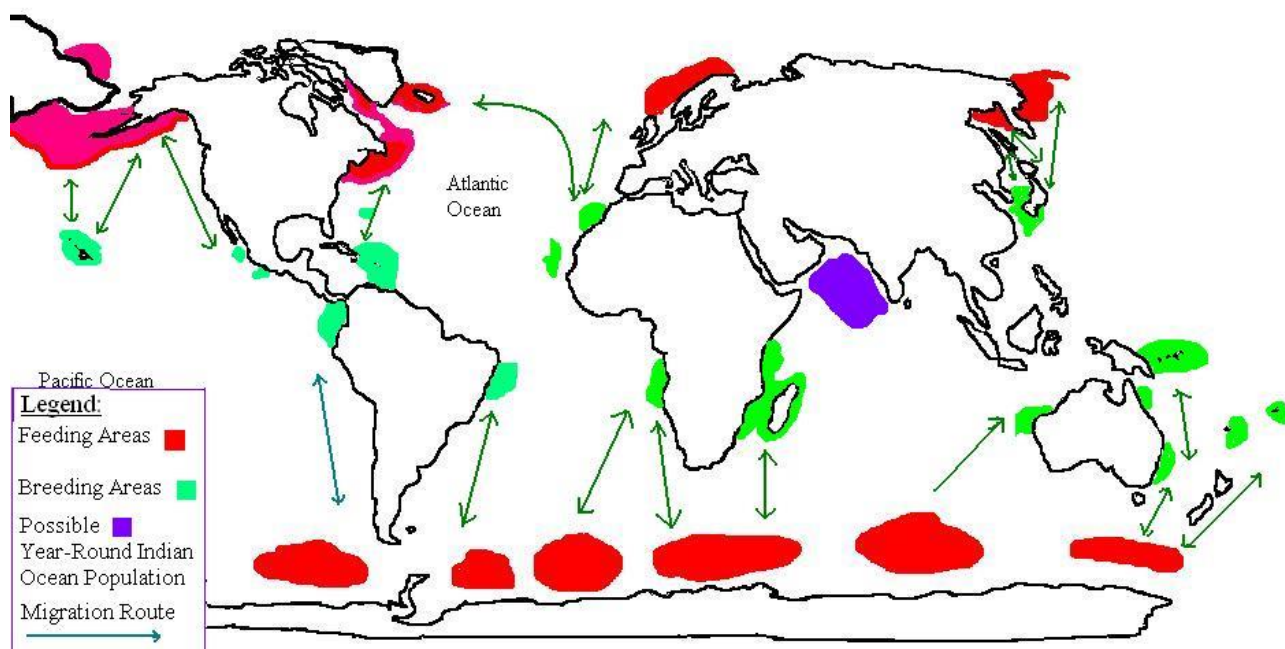 Atlantic
Ocean
Pacific Ocean
Legend:
Feeding Areas
Breeding Areas
Possible
Year-Round Indian
Ocean Population
Migration Route